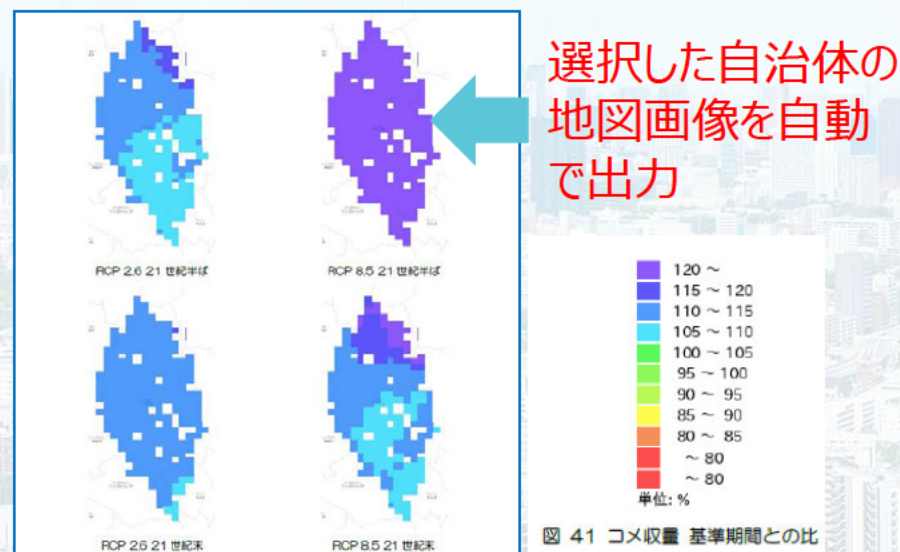 選択した自治体の
地図画像を自動
で出力
RCP 2.6 21 世紀半ば
RCP 8.5 21 世紀半ば
RCP 2.6 21 世紀末
RCP 8.5 21 世紀末
120 ～
115 ～ 120
110 ～ 115
105 ～ 110
100 ～ 105
95 ～ 100
90 ～ 95
85 ～ 90
80 ～ 85
～ 80
～ 80
単位: %
図 41 コメ収量 基準期間との比